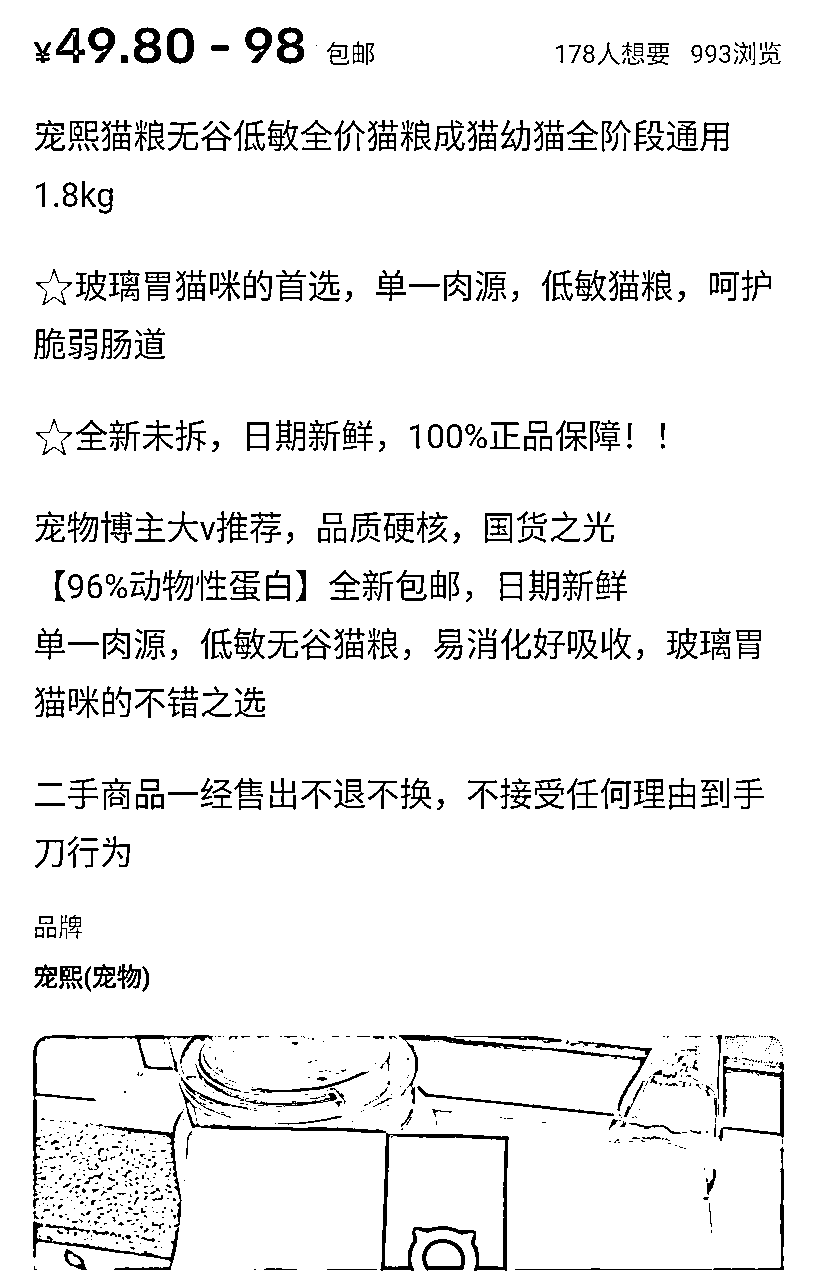 ¥49.80 - 98 包邮 178人想要 993浏览
宠熙猫粮无谷低敏全价猫粮成猫幼猫全阶段通用
1.8kg
☆玻璃胃猫咪的首选，单一肉源，低敏猫粮，呵护
脆弱肠道
☆全新未拆，日期新鲜，100%正品保障！！
宠物博主大v推荐，品质硬核，国货之光
【96%动物性蛋白】全新包邮，日期新鲜
单一肉源，低敏无谷猫粮，易消化好吸收，玻璃胃
猫咪的不错之选
二手商品一经售出不退不换，不接受任何理由到手
刀行为
品牌
宠熙(宠物)